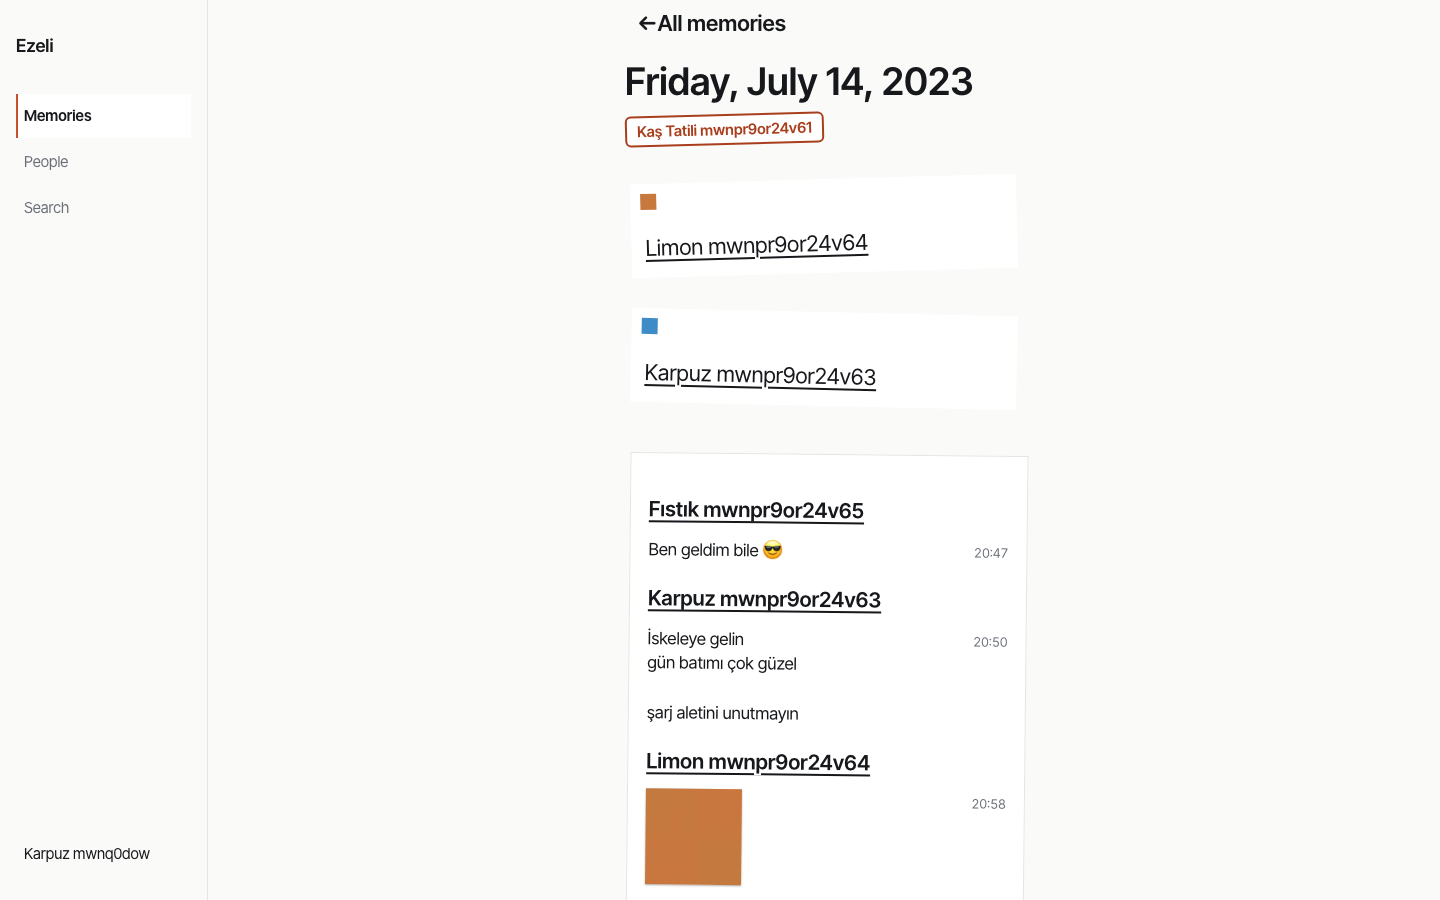 Ezeli
Memories
People
Search
Karpuz mwnq0dow
←All memories
Friday, July 14, 2023
Kaş Tatili mwnpr9or24v61
Limon mwnpr9or24v64
Karpuz mwnpr9or24v63
Fıstık mwnpr9or24v65
Ben geldim bile 😎 20:47
Karpuz mwnpr9or24v63
İskeleye gelin 20:50
gün batımı çok güzel
şarj aletini unutmayın
Limon mwnpr9or24v64
20:58